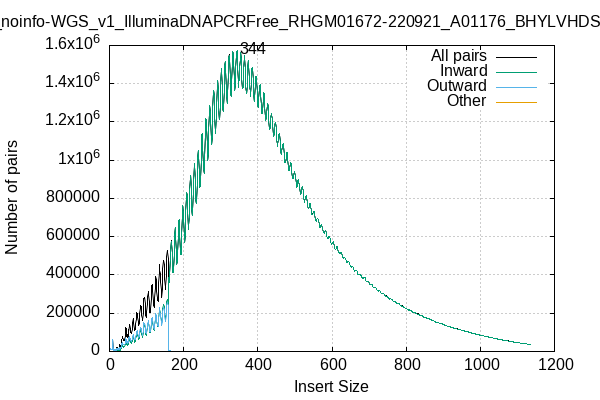 _noinfo-WGS_v1_IlluminaDNAPCRFree_RHGM01672-220921_A01176_BHYLVHDS
344
All pairs
Inward
Outward
Other
1.6x10^6
1.4x10^6
1.2x10^6
1x10^6
800000
600000
400000
200000
0
Number of pairs
0 200 400 600 800 1000 1200
Insert Size